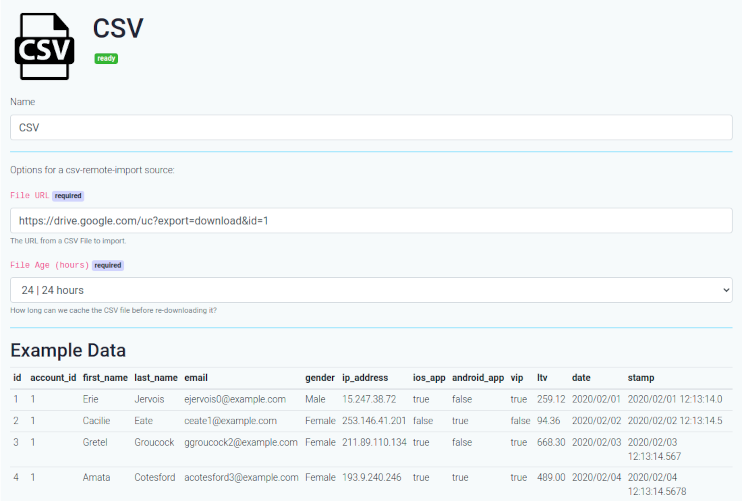 CSV
CSV
ready
Name
CSV
Options for a csv-remote-import source:
File URL required
https://drive.google.com/uc?export=download&id=1
The URL from a CSV File to import.
File Age (hours) required
24 | 24 hours
How long can we cache the CSV file before re-downloading it?
Example Data
id account_id first_name last_name email gender ip_address ios_app android_app vip ltv date stamp
1 1 Erie Jervois ejervois0@example.com Male 15.247.38.72 true false true 259.12 2020/02/01 2020/02/01 12:13:14.0
2 1 Cacilie Eate ceate1@example.com Female 253.146.41.201 false true false 94.36 2020/02/02 2020/02/02 12:13:14.5
3 1 Gretel Groucock ggroucock2@example.com Female 211.89.110.134 true false true 668.30 2020/02/03 2020/02/03
12:13:14.567
4 1 Amata Cotesford acotesford3@example.com Female 193.9.240.246 true true true 489.00 2020/02/04 2020/02/04
12:13:14.5678